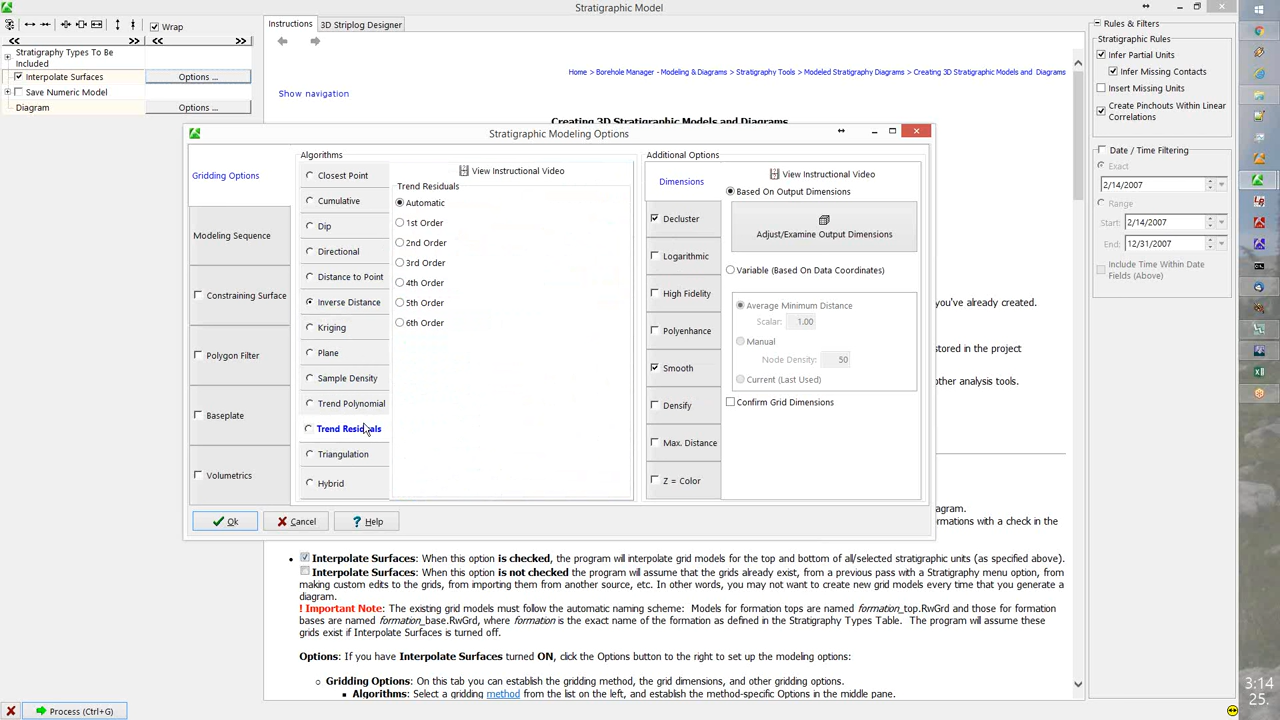 Stratigraphic Model
Wrap
<< >> << >>
Stratigraphy Types To Be
Included
Interpolate Surfaces
Options ...
Save Numeric Model
Diagram
Options ...
Instructions
3D Striplog Designer
Home > Borehole Manager - Modeling & Diagrams > Stratigraphy Tools > Modeled Stratigraphy Diagrams > Creating 3D Stratigraphic Models and Diagrams
Show navigation
Creating 3D Stratigraphic Models and Diagrams
Stratigraphic Modeling Options
Gridding Options
Modeling Sequence
Constraining Surface
Polygon Filter
Baseplate
Volumetrics
Algorithms
Closest Point
Cumulative
Dip
Directional
Distance to Point
Inverse Distance
Kriging
Plane
Sample Density
Trend Polynomial
Trend Residuals
Triangulation
Hybrid
View Instructional Video
Trend Residuals
Automatic
1st Order
2nd Order
3rd Order
4th Order
5th Order
6th Order
Additional Options
Dimensions
Decluster
Logarithmic
High Fidelity
Polyenhance
Smooth
Densify
Max. Distance
Z = Color
View Instructional Video
Based On Output Dimensions
Adjust/Examine Output Dimensions
Variable (Based On Data Coordinates)
Average Minimum Distance
Scalar: 1.00
Manual
Node Density: 50
Current (Last Used)
Confirm Grid Dimensions
Ok
Cancel
? Help
you've already created.
stored in the project
other analysis tools.
diagram.
formations with a check in the
Interpolate Surfaces: When this option is checked, the program will interpolate grid models for the top and bottom of all/selected stratigraphic units (as specified above).
Interpolate Surfaces: When this option is not checked the program will assume that the grids already exist, from a previous pass with a Stratigraphy menu option, from
making custom edits to the grids, from importing them from another source, etc. In other words, you may not want to create new grid models every time that you generate a
diagram.
! Important Note: The existing grid models must follow the automatic naming scheme: Models for formation tops are named formation_top.RwGrd and those for formation
bases are named formation_base.RwGrd, where formation is the exact name of the formation as defined in the Stratigraphy Types Table. The program will assume these
grids exist if Interpolate Surfaces is turned off.
Options: If you have Interpolate Surfaces turned ON, click the Options button to the right to set up the modeling options:
Gridding Options: On this tab you can establish the gridding method, the grid dimensions, and other gridding options.
Algorithms: Select a gridding method from the list on the left, and establish the method-specific Options in the middle pane.
Rules & Filters
Stratigraphic Rules
Infer Partial Units
Infer Missing Contacts
Insert Missing Units
Create Pinchouts Within Linear
Correlations
Date / Time Filtering
Exact
2/14/2007
Range
Start: 2/14/2007
End: 12/31/2007
Include Time Within Date
Fields (Above)
Process (Ctrl+G)
3:14
25.